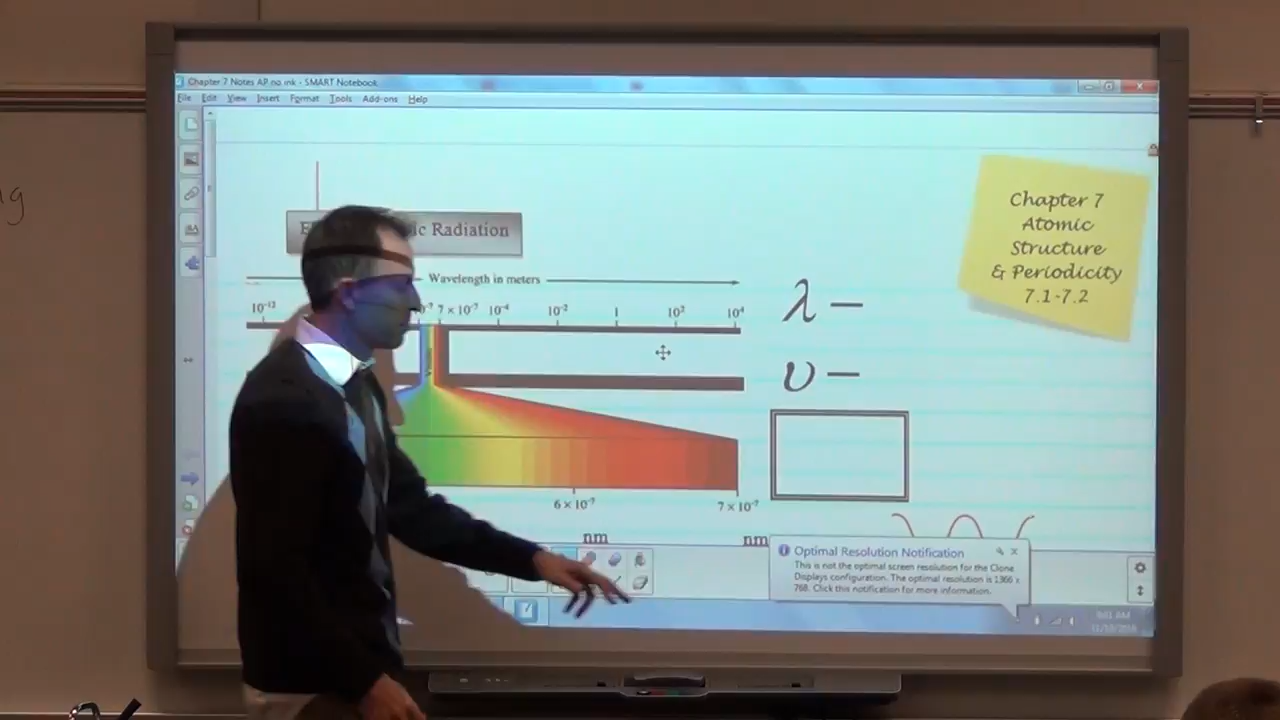 Chapter 7 Notes AP no ink - SMART Notebook
File Edit View Insert Format Tools Add-ons Help
ng
ic Radiation
Wavelength in meters
10⁻¹² 7 × 10⁻⁷ 10⁻⁴ 10⁻² 1 10² 10⁴
6 × 10⁻⁷ 7 × 10⁻⁷
nm nm
λ –
υ –
Chapter 7
Atomic
Structure
& Periodicity
7.1-7.2
Optimal Resolution Notification
This is not the optimal screen resolution for the Clone
Displays configuration. The optimal resolution is 1366 x
768. Click this notification for more information.